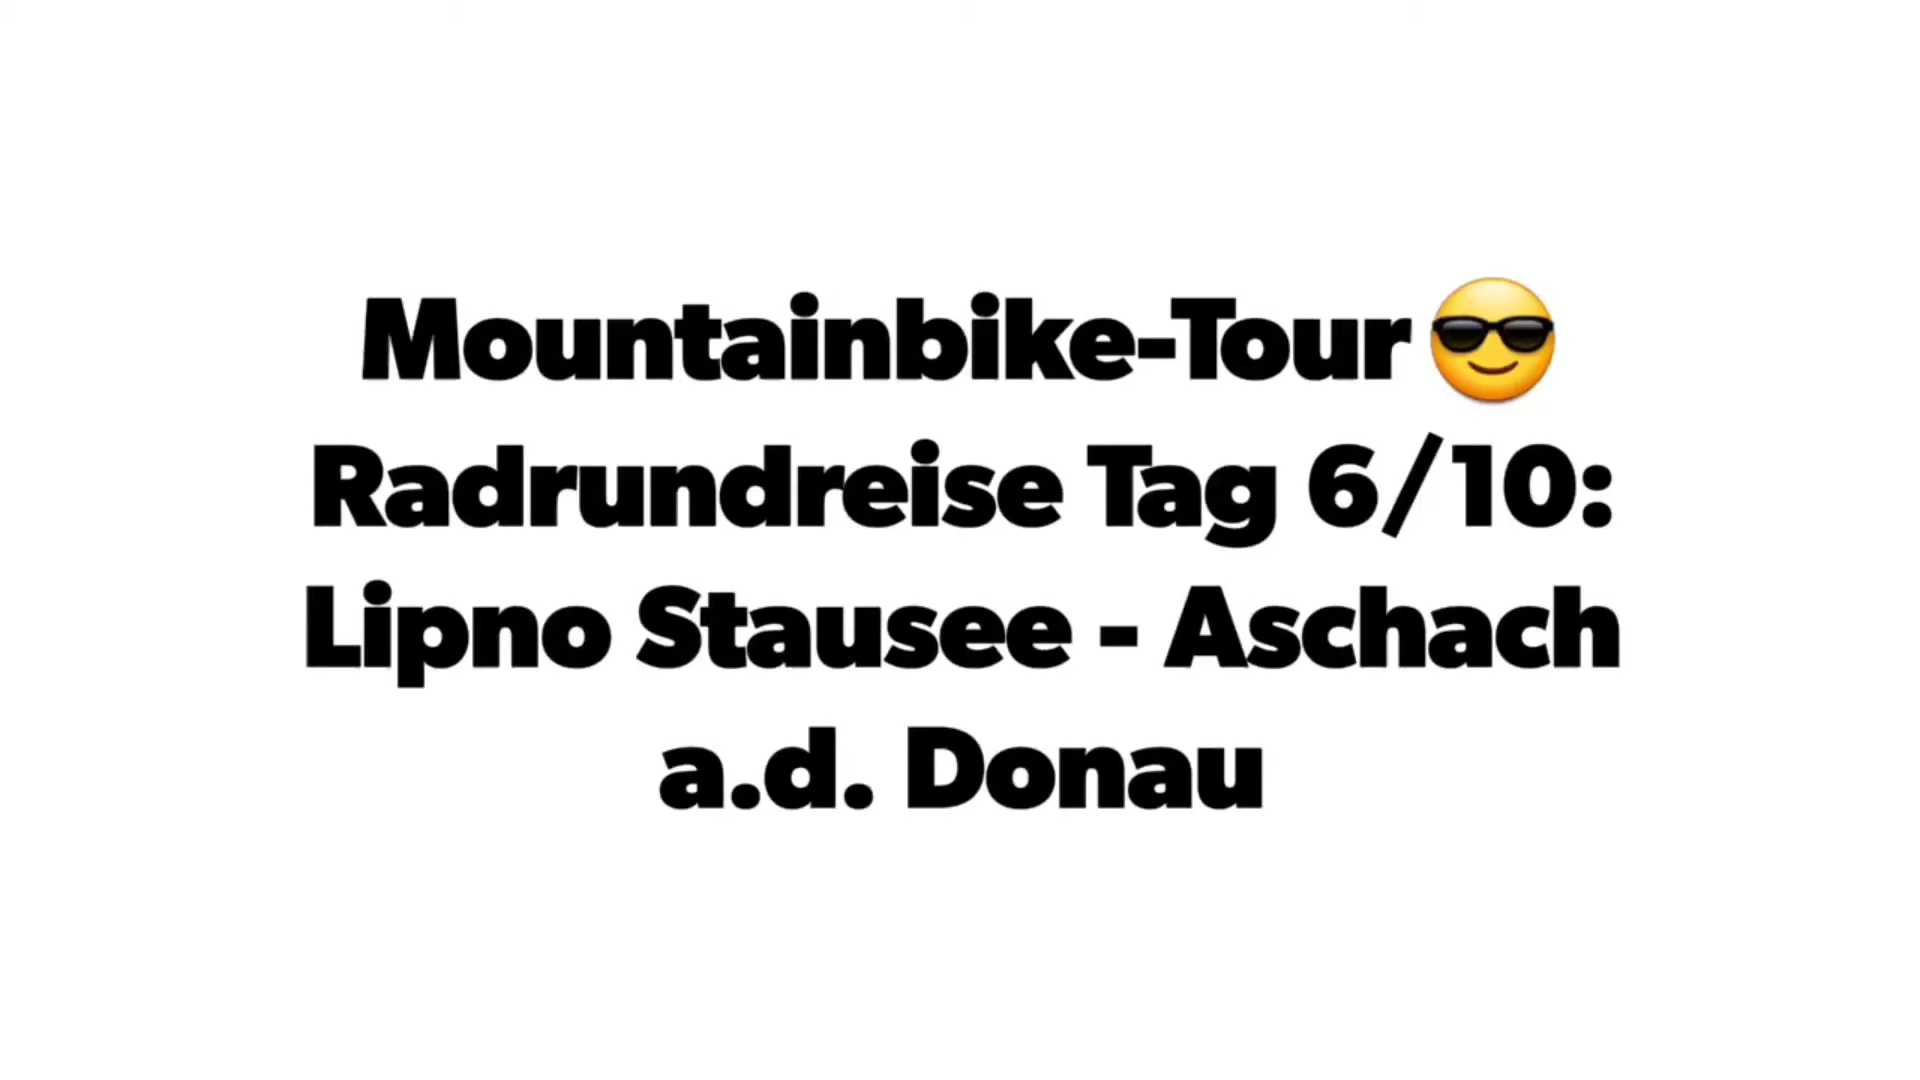 Mountainbike-Tour 😎
Radrundreise Tag 6/10:
Lipno Stausee - Aschach
a.d. Donau